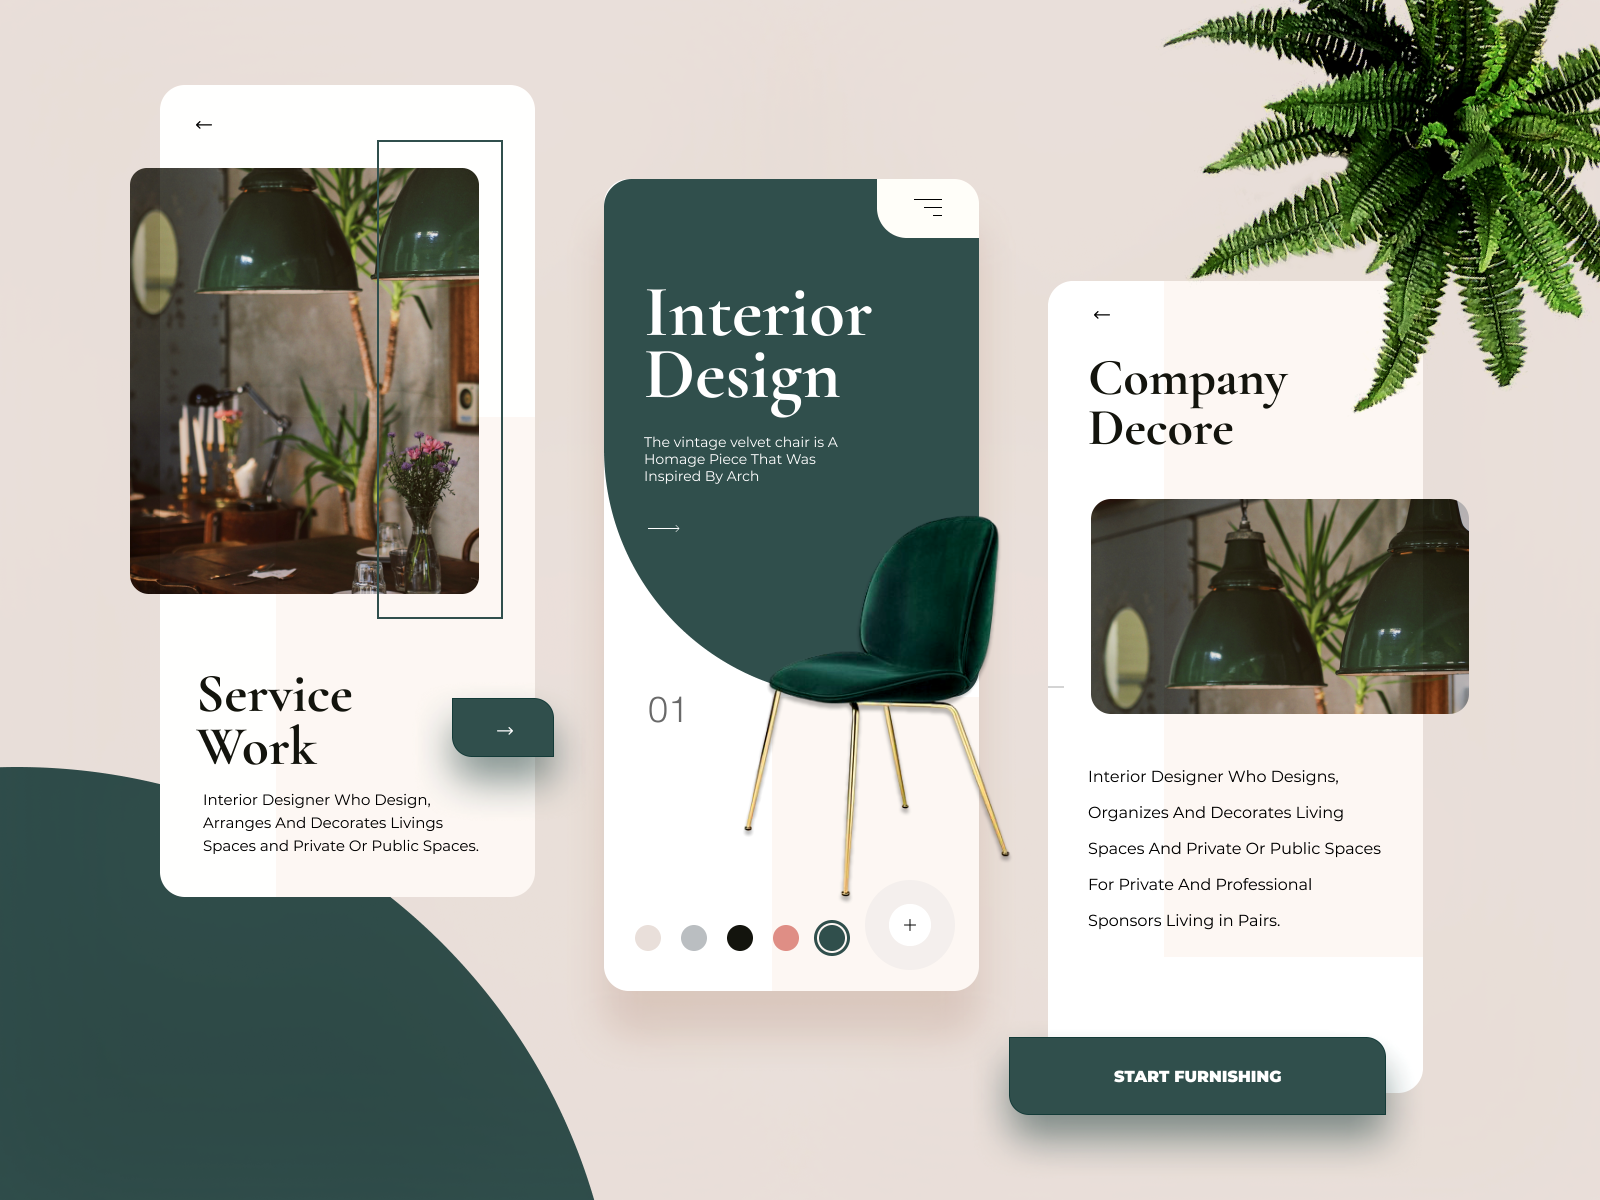 Service
Work
Interior Designer Who Design,
Arranges And Decorates Livings
Spaces and Private Or Public Spaces.
Interior
Design
The vintage velvet chair is A
Homage Piece That Was
Inspired By Arch
01
Company
Decore
Interior Designer Who Designs,
Organizes And Decorates Living
Spaces And Private Or Public Spaces
For Private And Professional
Sponsors Living in Pairs.
START FURNISHING